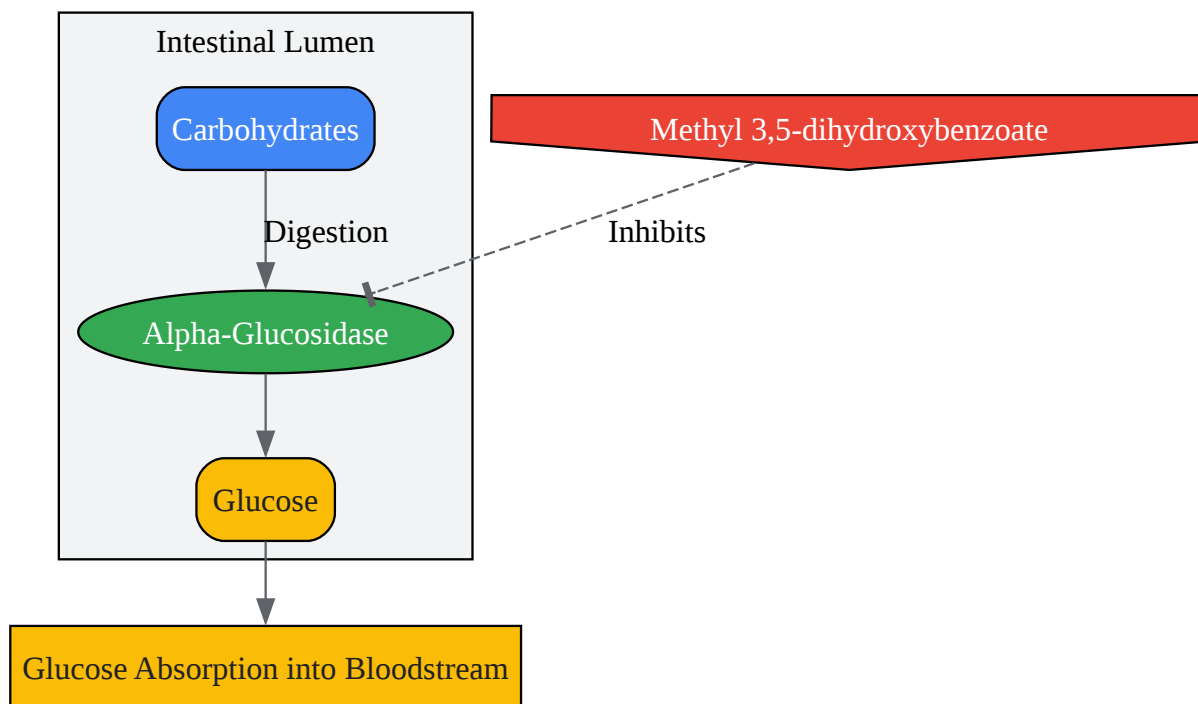 Intestinal Lumen
Carbohydrates
Methyl 3,5-dihydroxybenzoate
Digestion
Inhibits
Alpha-Glucosidase
Glucose
Glucose Absorption into Bloodstream